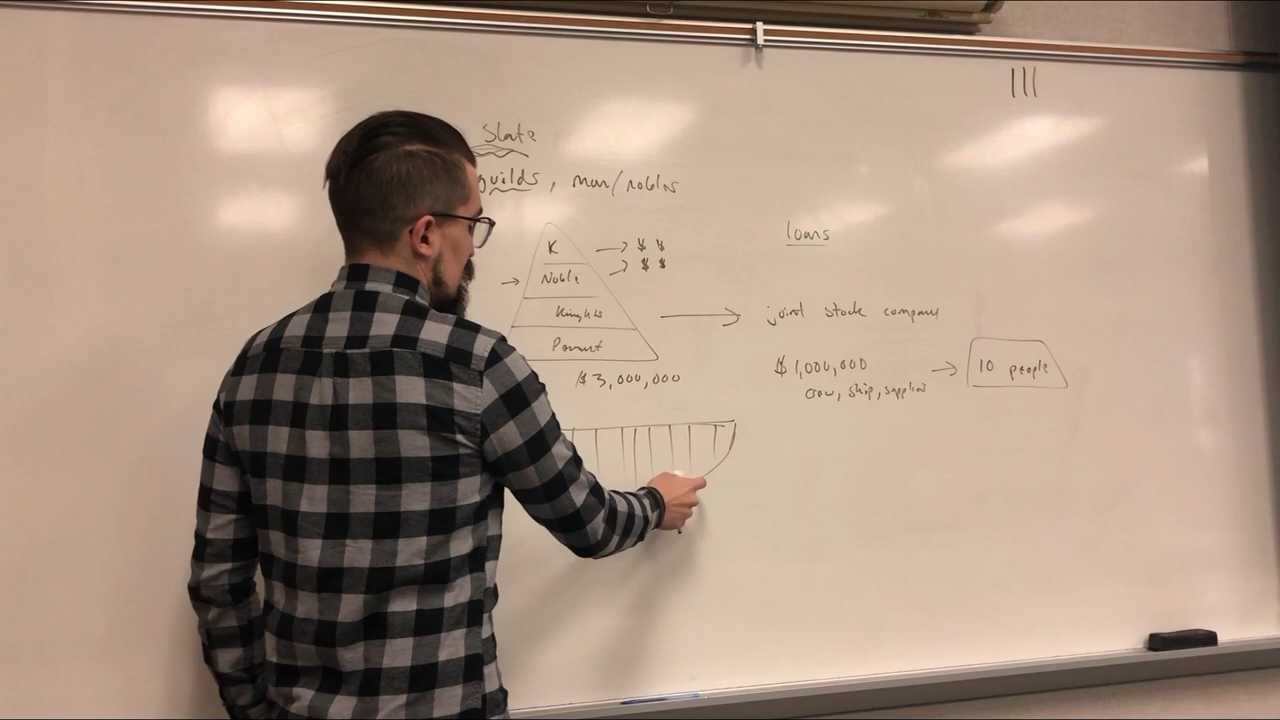 State
guilds, mer/nobles
K → $ $
→ Noble → $ $
Knights
Peasant
$3,000,000
III
loans
→ joint stock company
$1,000,000 → 10 people
crew, ship, supplies